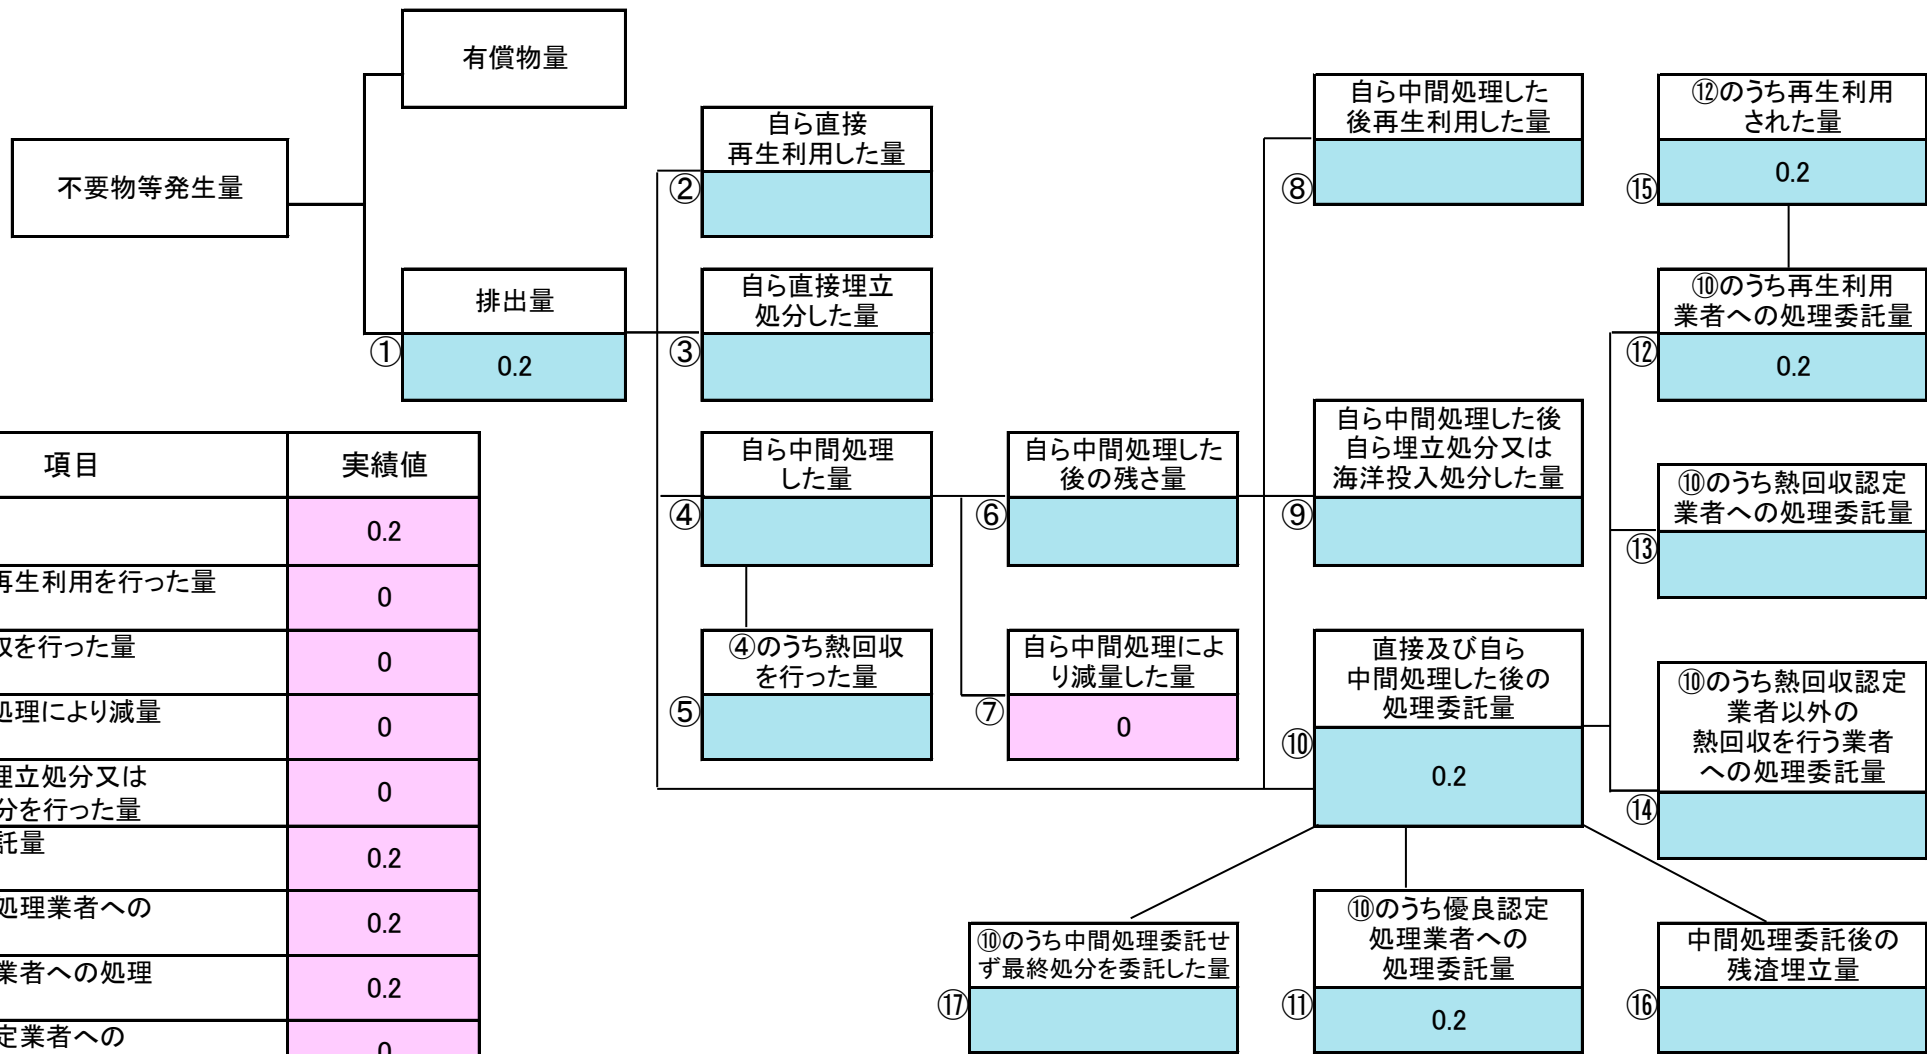 有償物量
不要物等発生量
排出量
①
0.2
自ら直接
再生利用した量
②
自ら直接埋立
処分した量
③
自ら中間処理
した量
④
④のうち熱回収
を行った量
⑤
自ら中間処理した
後の残さ量
⑥
自ら中間処理によ
り減量した量
⑦
0
自ら中間処理した
後再生利用した量
⑧
自ら中間処理した後
自ら埋立処分又は
海洋投入処分した量
⑨
直接及び自ら
中間処理した後の
処理委託量
⑩
0.2
⑩のうち優良認定
処理業者への
処理委託量
⑪
0.2
⑫のうち再生利用
された量
⑮
0.2
⑩のうち再生利用
業者への処理委託量
⑫
0.2
⑩のうち熱回収認定
業者への処理委託量
⑬
⑩のうち熱回収認定
業者以外の
熱回収を行う業者
への処理委託量
⑭
⑩のうち中間処理委託せ
ず最終処分を委託した量
⑰
中間処理委託後の
残渣埋立量
⑯
項目
実績値
0.2
再生利用を行った量
0
を行った量
0
処理により減量
0
埋立処分又は
分を行った量
0
託量
0.2
処理業者への
0.2
業者への処理
0.2
定業者への
0